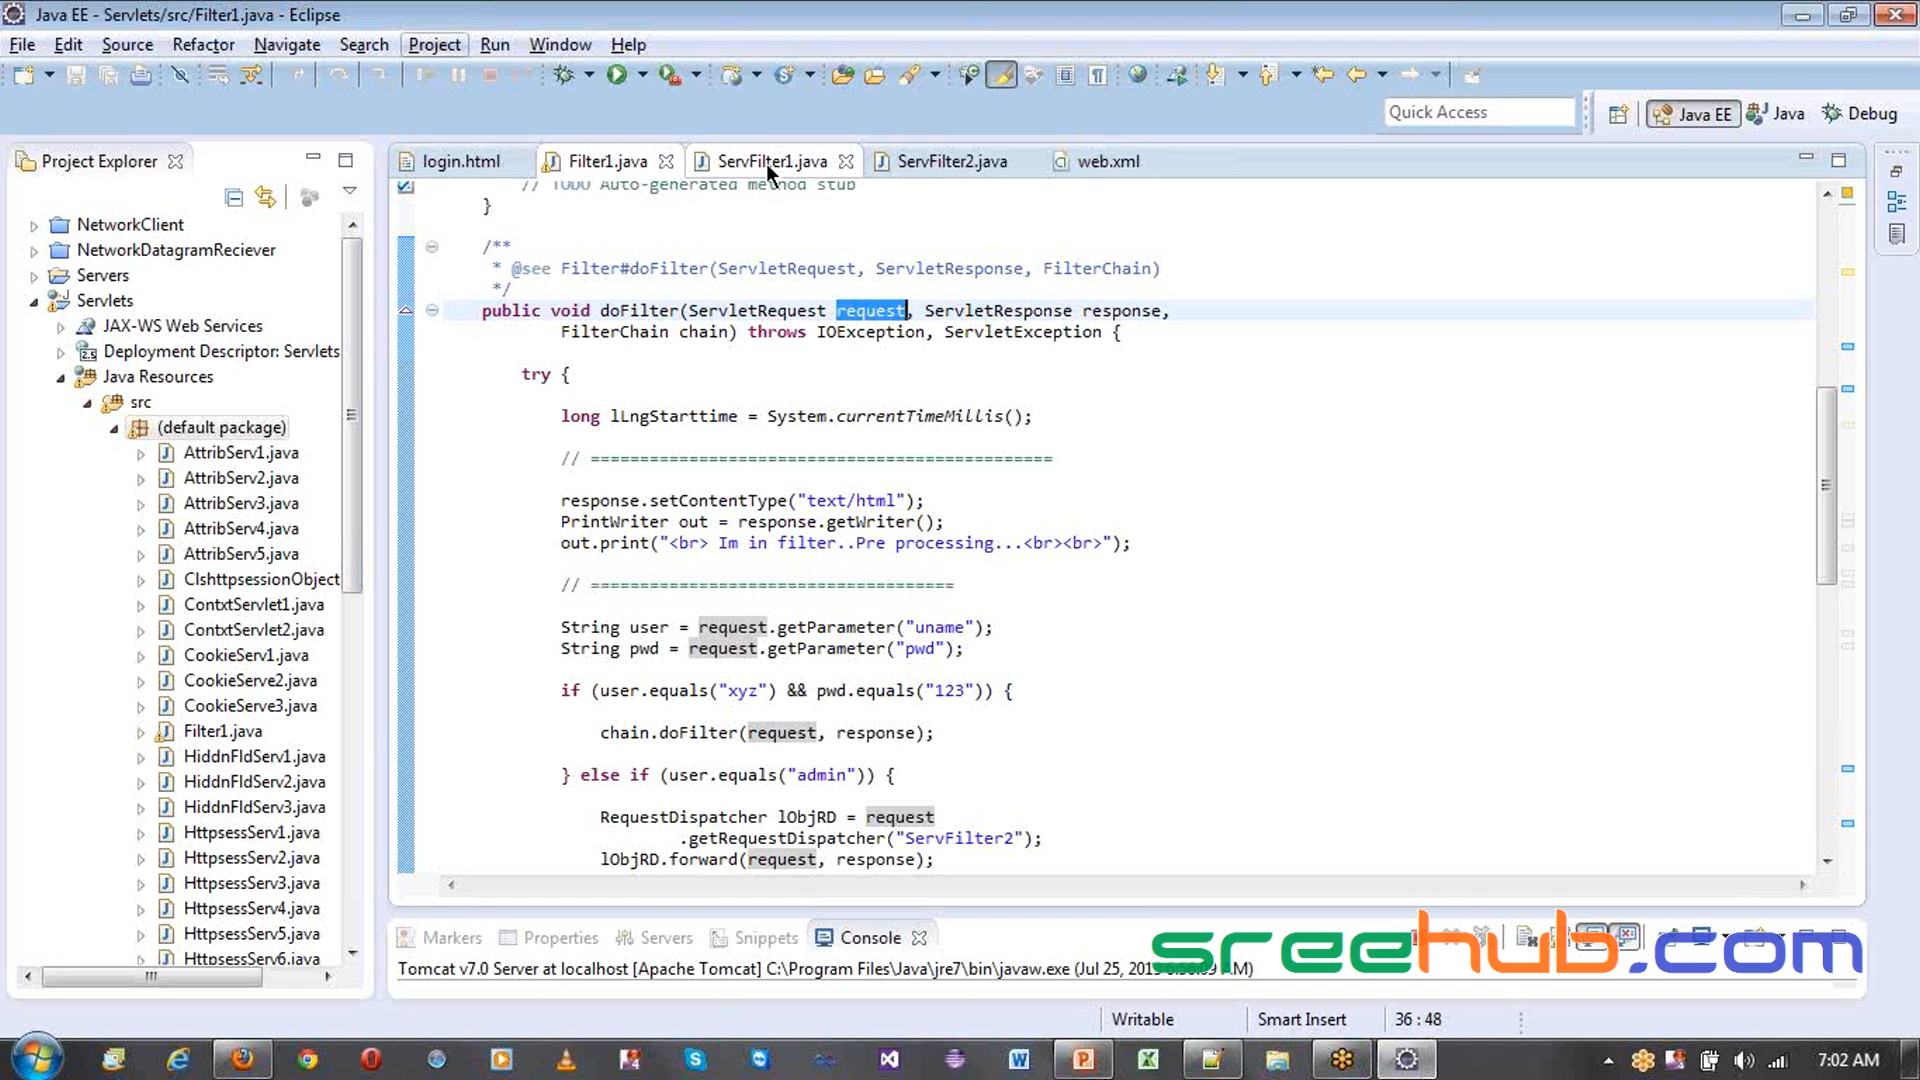 Java EE - Servlets/src/Filter1.java - Eclipse
File Edit Source Refactor Navigate Search Project Run Window Help
Quick Access
Java EE Java Debug
Project Explorer
NetworkClient
NetworkDatagramReciever
Servers
Servlets
JAX-WS Web Services
Deployment Descriptor: Servlets
Java Resources
src
(default package)
AttribServ1.java
AttribServ2.java
AttribServ3.java
AttribServ4.java
AttribServ5.java
ClshttpsessionObject
ContxtServlet1.java
ContxtServlet2.java
CookieServ1.java
CookieServe2.java
CookieServe3.java
Filter1.java
HiddnFldServ1.java
HiddnFldServ2.java
HiddnFldServ3.java
HttpsessServ1.java
HttpsessServ2.java
HttpsessServ3.java
HttpsessServ4.java
HttpsessServ5.java
HttpsessServ6.java
login.html Filter1.java ServFilter1.java ServFilter2.java web.xml
// TODO Auto-generated method stub
}
/**
* @see Filter#doFilter(ServletRequest, ServletResponse, FilterChain)
*/
public void doFilter(ServletRequest request, ServletResponse response,
FilterChain chain) throws IOException, ServletException {
try {
long lLngStarttime = System.currentTimeMillis();
// ===============================================
response.setContentType("text/html");
PrintWriter out = response.getWriter();
out.print("<br> Im in filter..Pre processing...<br><br>");
// =====================================
String user = request.getParameter("uname");
String pwd = request.getParameter("pwd");
if (user.equals("xyz") && pwd.equals("123")) {
chain.doFilter(request, response);
} else if (user.equals("admin")) {
RequestDispatcher lObjRD = request
.getRequestDispatcher("ServFilter2");
lObjRD.forward(request, response);
Markers Properties Servers Snippets Console
Tomcat v7.0 Server at localhost [Apache Tomcat] C:\Program Files\Java\jre7\bin\javaw.exe (Jul 25, AM)
sreehub.com
Writable Smart Insert 36 : 48
7:02 AM